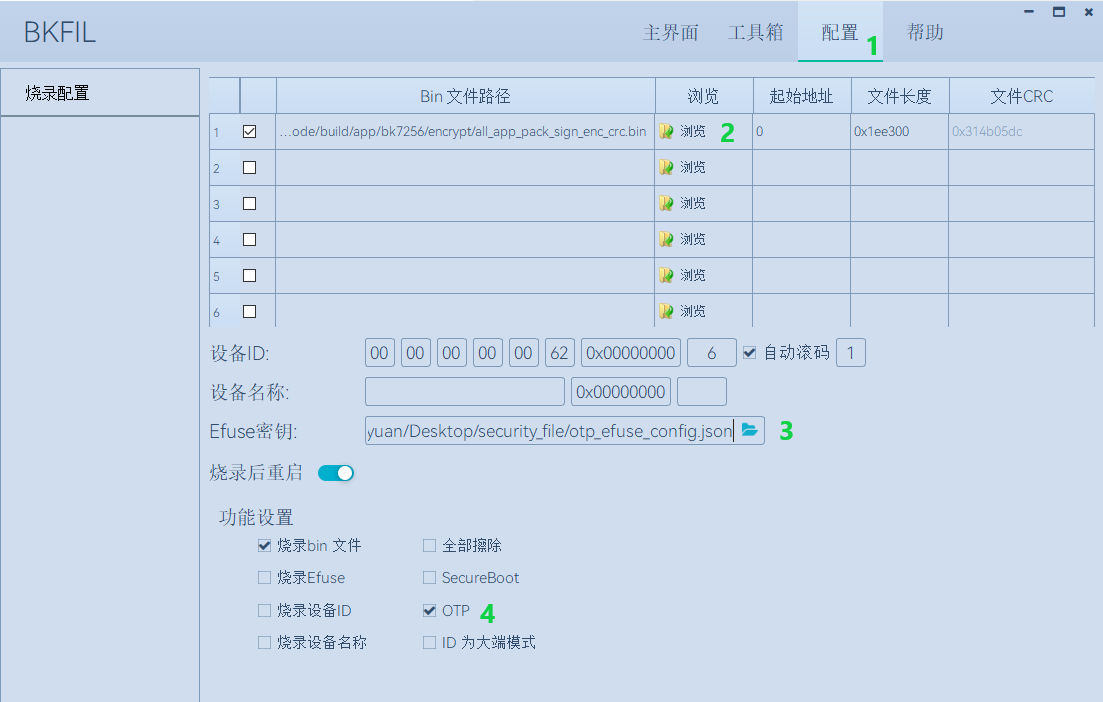 BKFIL 主界面 工具箱 配置 1 帮助
烧录配置
Bin 文件路径 浏览 起始地址 文件长度 文件CRC
1 ...ode/build/app/bk7256/encrypt/all_app_pack_sign_enc_crc.bin 浏览 2 0 0x1ee300 0x314b05dc
2 浏览
3 浏览
4 浏览
5 浏览
6 浏览
设备ID: 00 00 00 00 00 62 0x00000000 6 自动滚码 1
设备名称: 0x00000000
Efuse密钥: yuan/Desktop/security_file/otp_efuse_config.json 3
烧录后重启
功能设置
烧录bin 文件 全部擦除
烧录Efuse SecureBoot
烧录设备ID OTP 4
烧录设备名称 ID 为大端模式